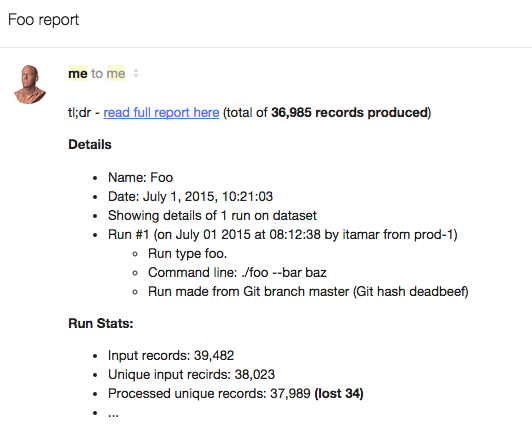 Foo report
me to me
tl;dr - read full report here (total of 36,985 records produced)
Details
• Name: Foo
• Date: July 1, 2015, 10:21:03
• Showing details of 1 run on dataset
• Run #1 (on July 01 2015 at 08:12:38 by itamar from prod-1)
◦ Run type foo.
◦ Command line: ./foo --bar baz
◦ Run made from Git branch master (Git hash deadbeef)
Run Stats:
• Input records: 39,482
• Unique input recirds: 38,023
• Processed unique records: 37,989 (lost 34)
• ...